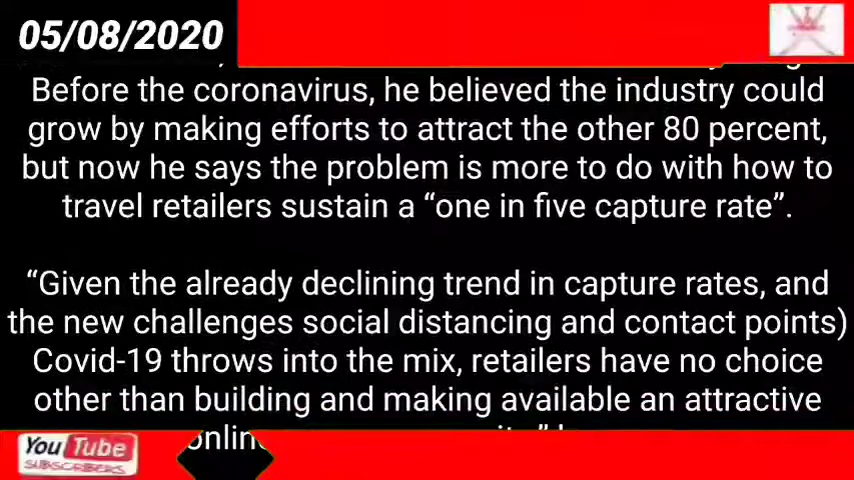 05/08/2020
Before the coronavirus, he believed the industry could
grow by making efforts to attract the other 80 percent,
but now he says the problem is more to do with how to
travel retailers sustain a “one in five capture rate”.
“Given the already declining trend in capture rates, and
the new challenges social distancing and contact points)
Covid-19 throws into the mix, retailers have no choice
other than building and making available an attractive
YouTube
SUBSCRIBERS